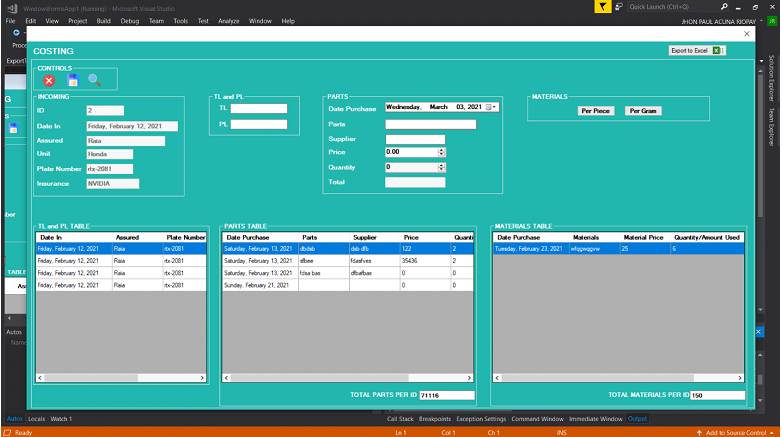 WindowsFormsApp1 (Running) - Microsoft Visual Studio
Quick Launch (Ctrl+Q)
File Edit View Project Build Debug Team Tools Test Analyze Window Help
JHON PAUL ACUNA RIOPAY
JR
Proce
COSTING
Export to Excel
ExportT
CONTROLS
INCOMING
TL and PL
PARTS
MATERIALS
ID 2
TL
Date Purchase Wednesday, March 03, 2021
Per Piece Per Gram
Date In Friday, February 12, 2021
PL
Parts
Assured Raia
Supplier
Unit Honda
Price 0.00
Plate Number rtx-2081
Quantity 0
Insurance NVIDIA
Total
Solution Explorer
Team Explorer
TL and PL TABLE
PARTS TABLE
MATERIALS TABLE
Date In Assured Plate Number
Date Purchase Parts Supplier Price Quanti
Date Purchase Materials Material Price Quantity/Amount Used
Friday, February 12, 2021 Raia rtx-2081
Saturday, February 13, 2021 dbdsb dsb dfb 122 2
Tuesday, February 23, 2021 wfqgwqgvw 25 6
Friday, February 12, 2021 Raia rtx-2081
Saturday, February 13, 2021 sfbee fdasfves 35436 2
Friday, February 12, 2021 Raia rtx-2081
Saturday, February 13, 2021 fdsa bas dfbafbas 0 0
Friday, February 12, 2021 Raia rtx-2081
Sunday, February 21, 2021 0 0
TABLE
As
Autos
Name
TOTAL PARTS PER ID 71116
TOTAL MATERIALS PER ID 150
Autos Locals Watch 1
Call Stack Breakpoints Exception Settings Command Window Immediate Window Output
Ready
Ln 1 Col 1 Ch 1 INS
Add to Source Control